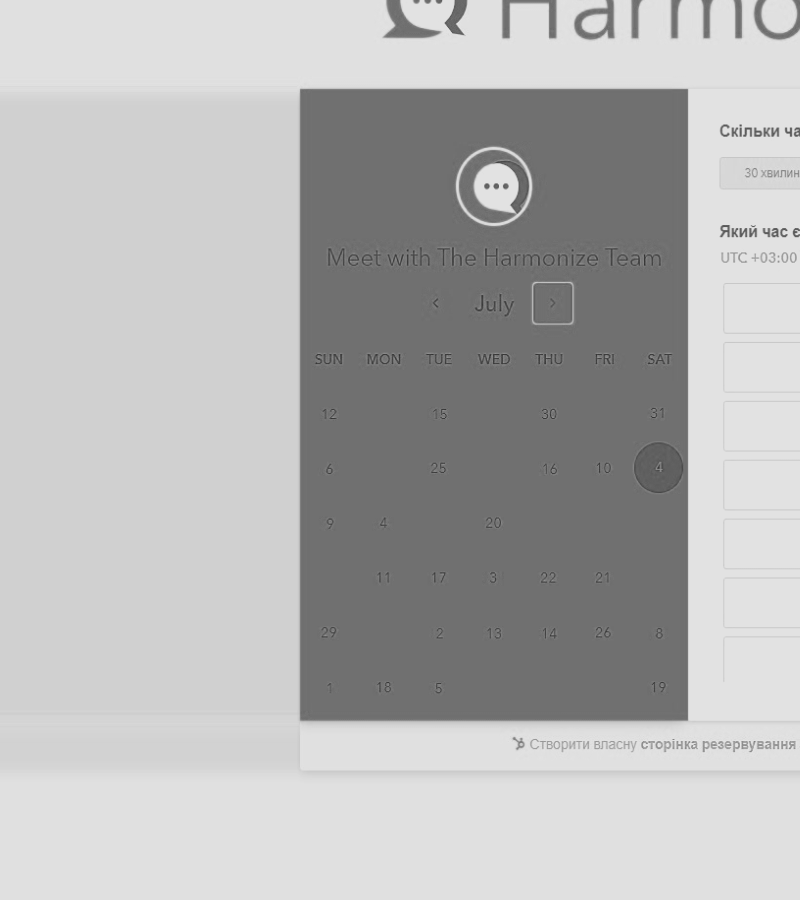 Harmo
Meet with The Harmonize Team
July
SUN MON TUE WED THU FRI SAT
12 15 30 31
6 25 16 10 4
9 4 20
11 17 3 22 21
29 2 13 14 26 8
1 18 5 19
Скільки ча
30 хвилин
Який час є
UTC +03:00
Створити власну сторінка резервування